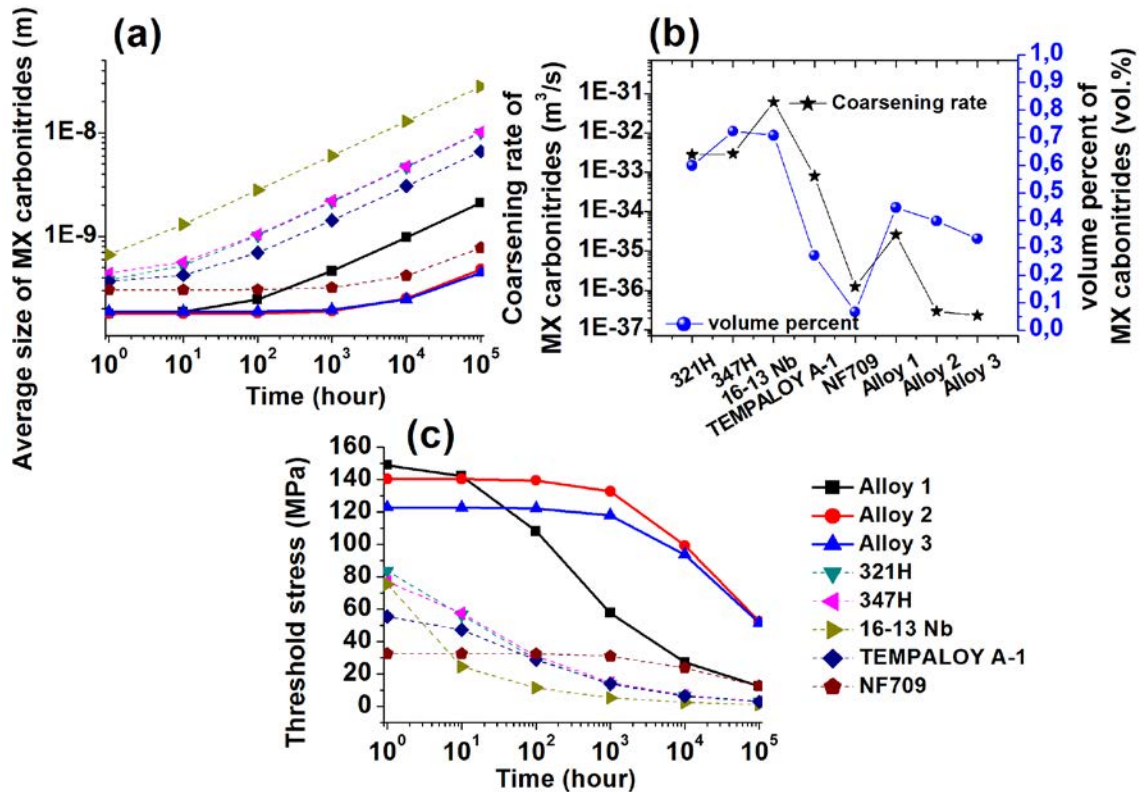 (a)
Average size of MX carbonitrides (m)
1E-8
1E-9
10^0 10^1 10^2 10^3 10^4 10^5
Time (hour)
(b)
Coarsening rate of
MX carbonitrides (m^3/s)
1E-31
1E-32
1E-33
1E-34
1E-35
1E-36
1E-37
Coarsening rate
volume percent
1,0
0,9
0,8
0,7
0,6
0,5
0,4
0,3
0,2
0,1
0,0
volume percent of
MX cabonitrides (vol.%)
321H
347H
16-13 Nb
TEMPALOY A-1
NF709
Alloy 1
Alloy 2
Alloy 3
(c)
Threshold stress (MPa)
160
140
120
100
80
60
40
20
0
10^0 10^1 10^2 10^3 10^4 10^5
Time (hour)
Alloy 1
Alloy 2
Alloy 3
321H
347H
16-13 Nb
TEMPALOY A-1
NF709